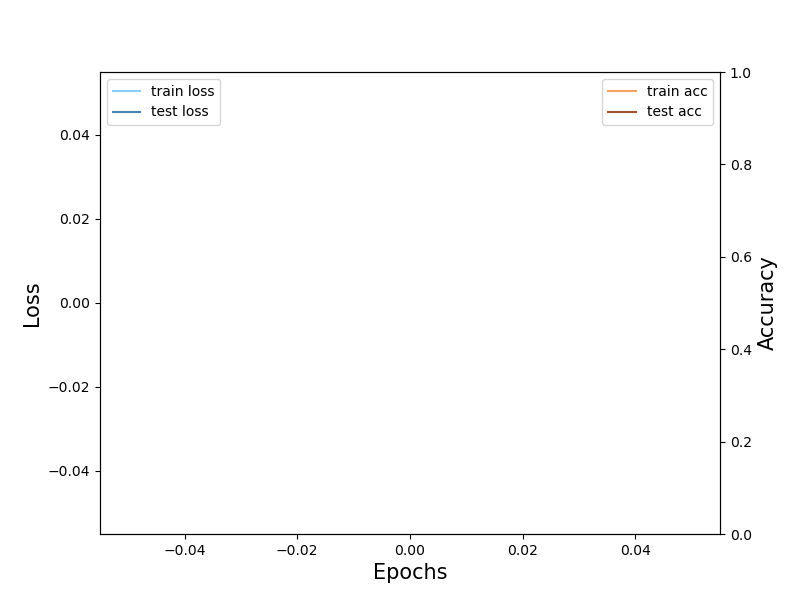 train loss
test loss
train acc
test acc
1.0
0.8
0.6
0.4
0.2
0.0
0.04
0.02
0.00
−0.02
−0.04
Loss
Accuracy
−0.04 −0.02 0.00 0.02 0.04
Epochs